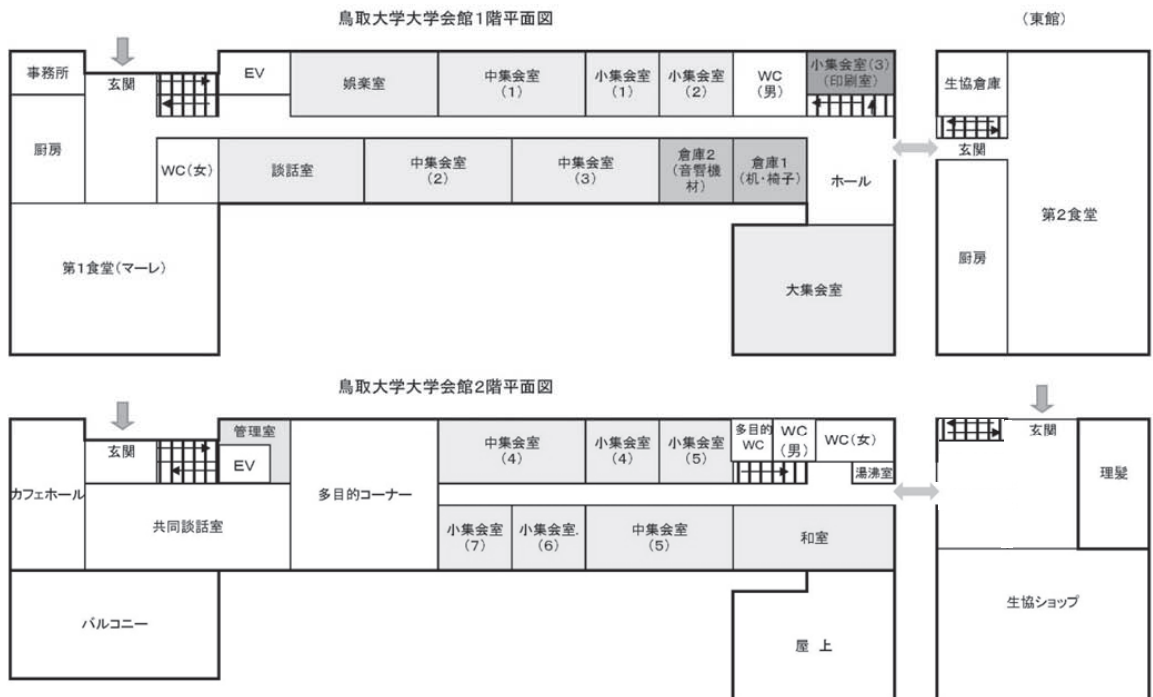 鳥取大学大学会館1階平面図
(東館)
事務所
玄関
EV
娯楽室
中集会室
(1)
小集会室
(1)
小集会室
(2)
WC
(男)
小集会室(3)
(印刷室)
生協倉庫
厨房
WC(女)
談話室
中集会室
(2)
中集会室
(3)
倉庫2
(音響機
材)
倉庫1
(机・椅子)
ホール
玄関
第2食堂
厨房
第1食堂(マーレ)
大集会室
鳥取大学大学会館2階平面図
玄関
管理室
EV
中集会室
(4)
小集会室
(4)
小集会室
(5)
多目的
WC
WC
(男)
WC(女)
湯沸室
玄関
理髪
カフェホール
共同談話室
多目的コーナー
小集会室
(7)
小集会室.
(6)
中集会室
(5)
和室
バルコニー
屋 上
生協ショップ